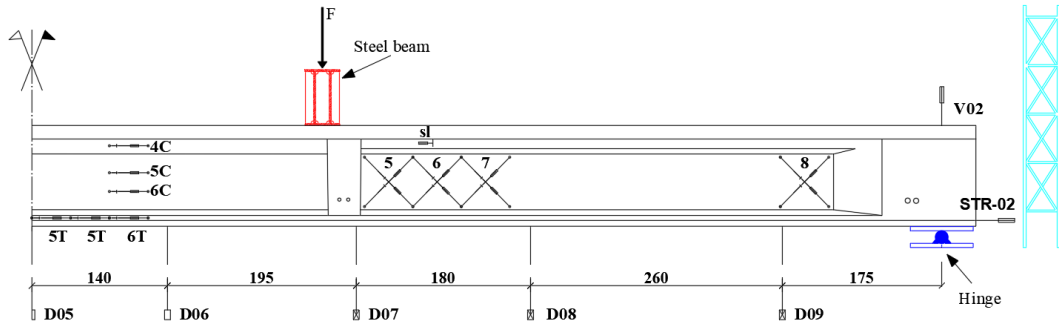 F
Steel beam
V02
sl
4C
5
6
7
8
5C
6C
STR-02
5T
5T
6T
140
195
180
260
175
Hinge
D05
D06
D07
D08
D09